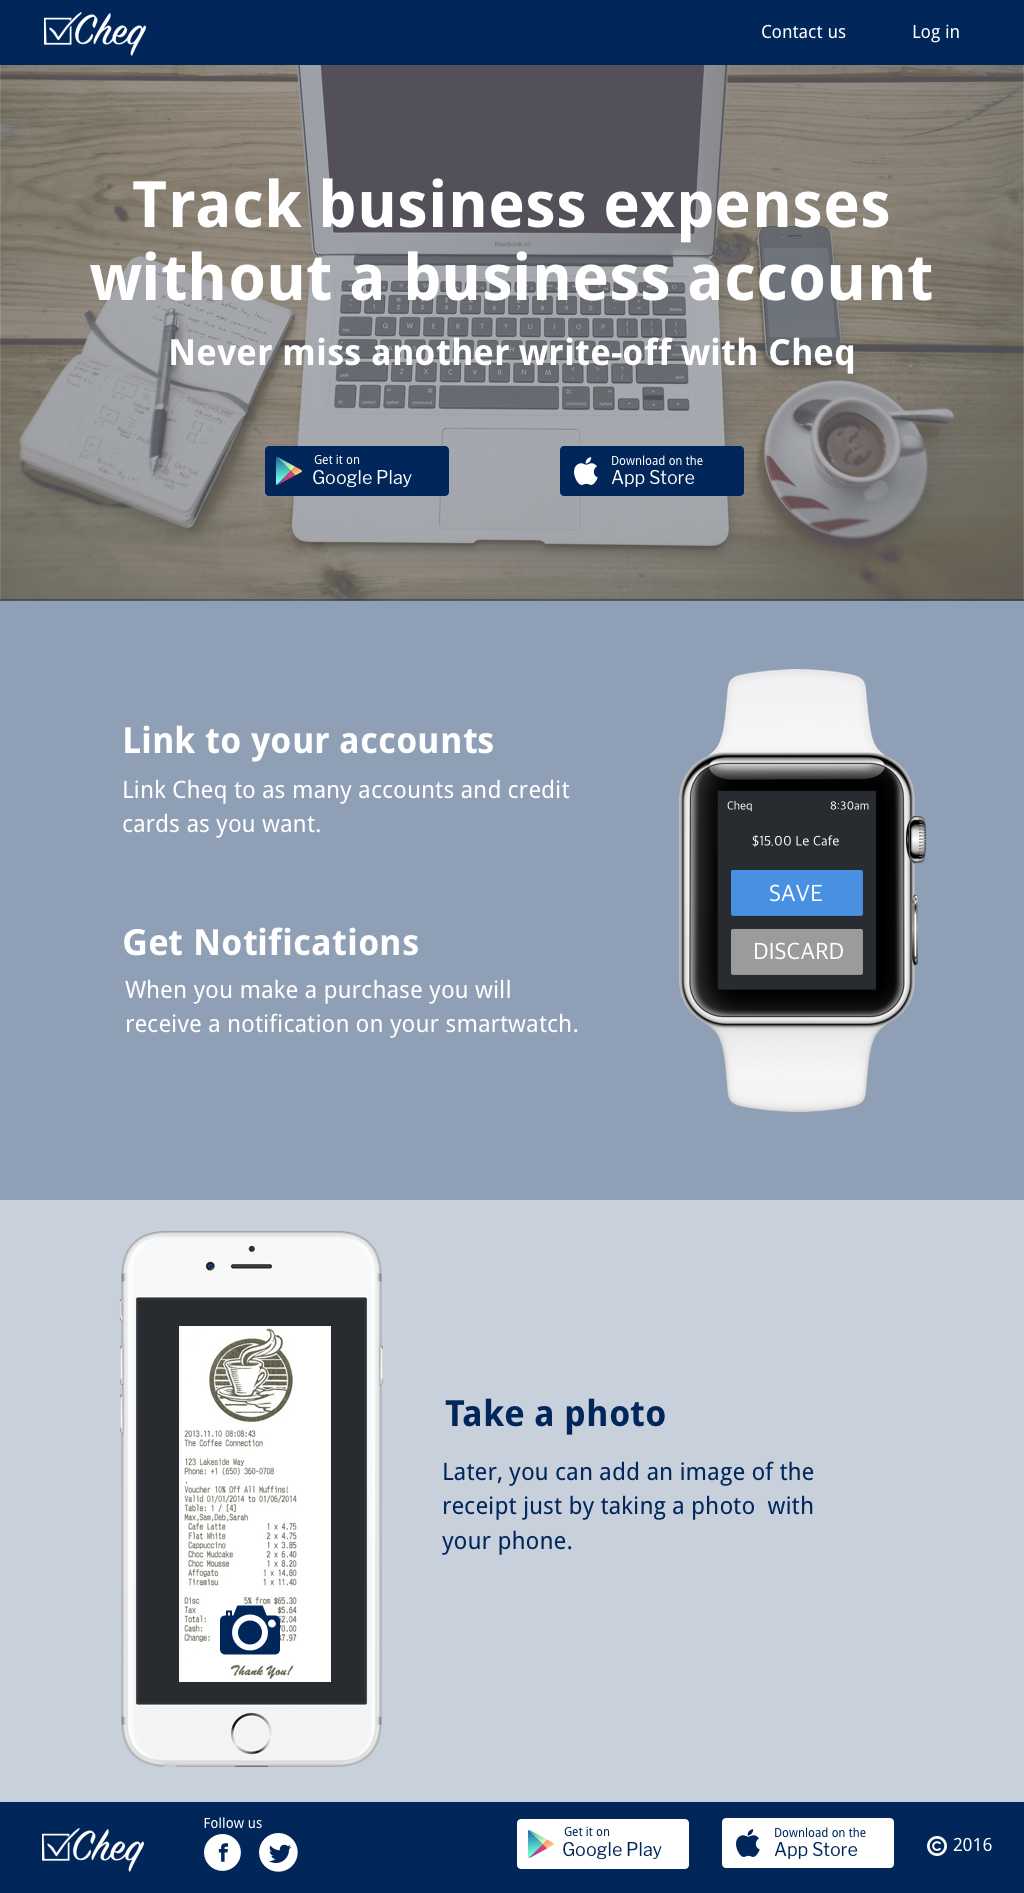 Cheq
Contact us
Log in
Track business expenses
without a business account
Never miss another write-off with Cheq
MacBook Air
Get it on
Google Play
Download on the
App Store
Link to your accounts
Link Cheq to as many accounts and credit
cards as you want.
Get Notifications
When you make a purchase you will
receive a notification on your smartwatch.
Cheq 8:30am
$15.00 Le Cafe
SAVE
DISCARD
2013.11.10 08:08:43
The Coffee Connection
123 Lakeside Way
Phone: +1 (650) 360-0708
.
Voucher 10% Off All Muffins!
Valid 01/01/2014 to 01/06/2014
Table: 1 / [4]
Max,Sam,Deb,Sarah
Cafe Latte 1 x 4.75
Flat White 2 x 4.75
Cappuccino 1 x 3.85
Choc Mudcake 2 x 6.40
Choc Mousse 1 x 8.20
Affogato 1 x 14.80
Tiramisu 1 x 11.40
Disc 5% from $65.30
Tax $5.64
Total: 2.04
Cash: 0.00
Change: 7.97
Thank You!
Take a photo
Later, you can add an image of the
receipt just by taking a photo with
your phone.
Cheq
Follow us
Get it on
Google Play
Download on the
App Store
© 2016